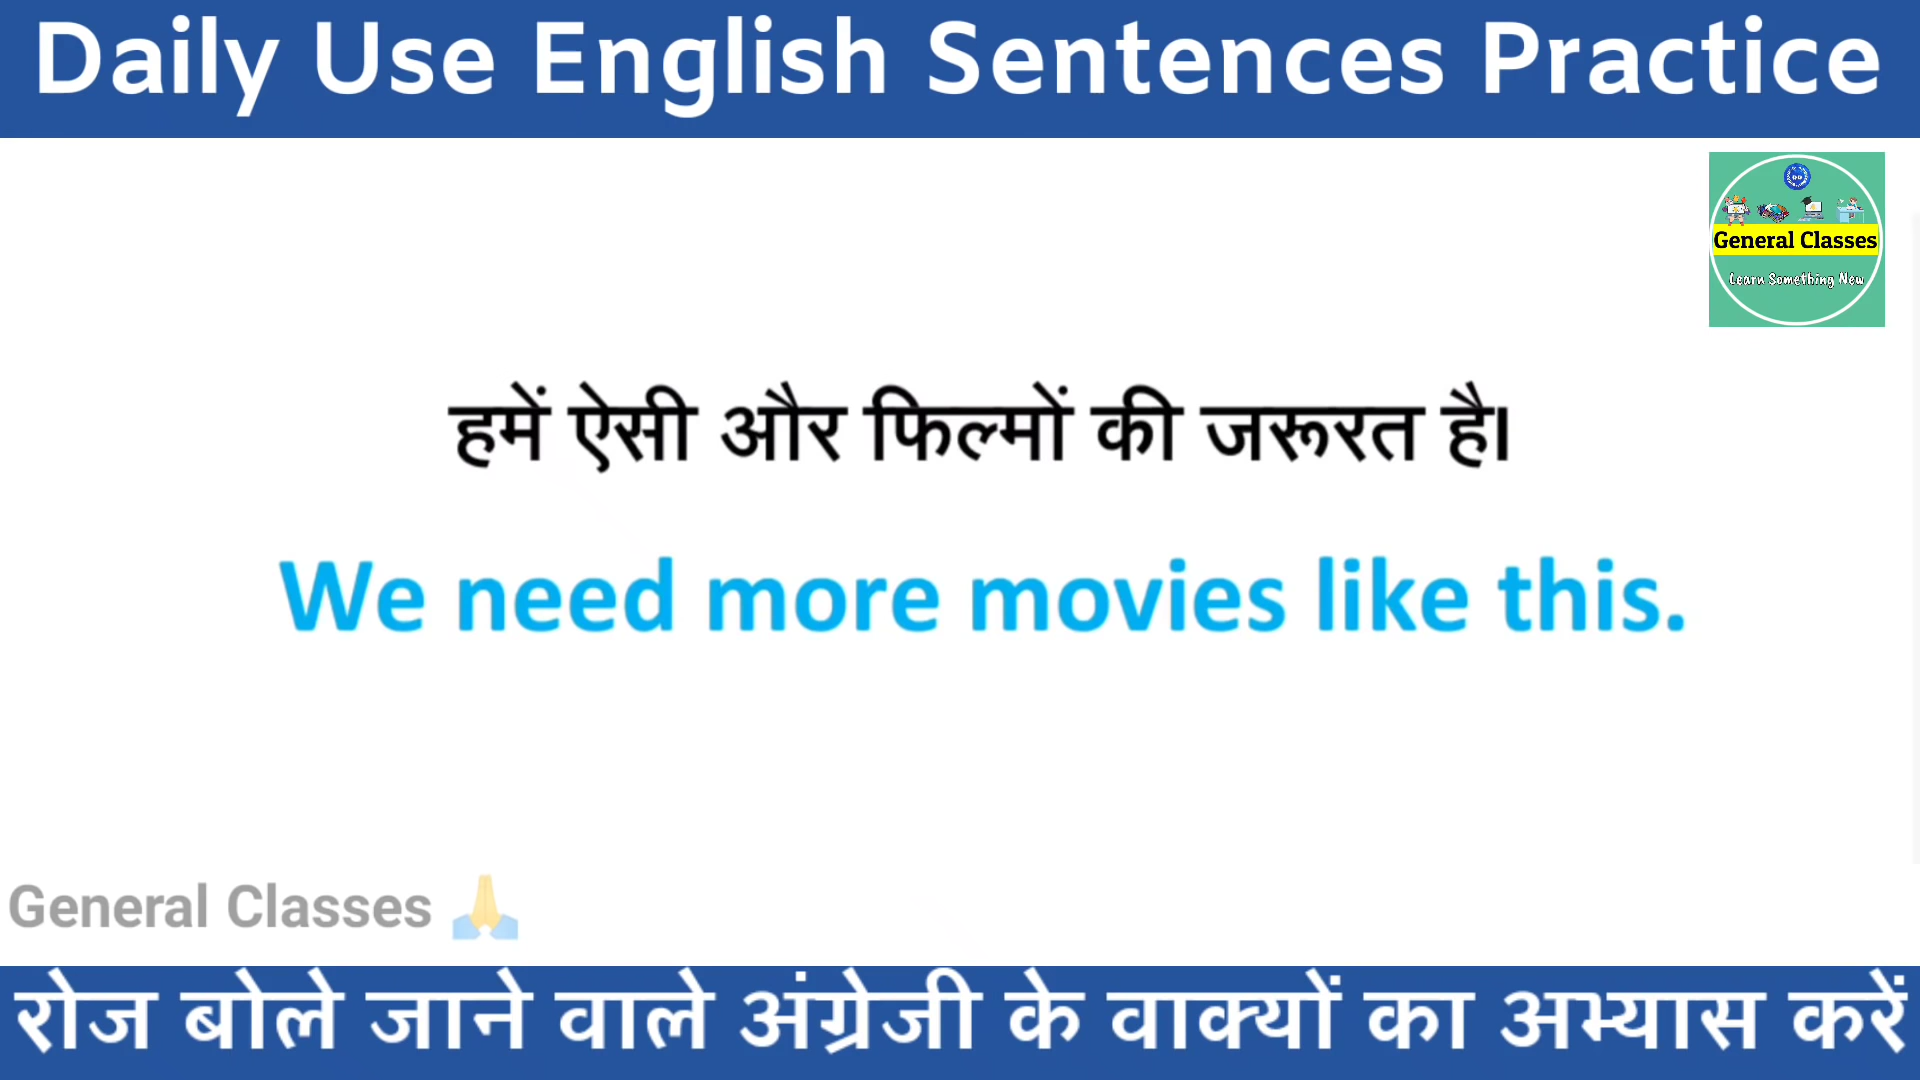 Daily Use English Sentences Practice
General Classes
Learn Something New
हमें ऐसी और फिल्मों की जरूरत है।
We need more movies like this.
General Classes 🙏
रोज बोले जाने वाले अंग्रेजी के वाक्यों का अभ्यास करें